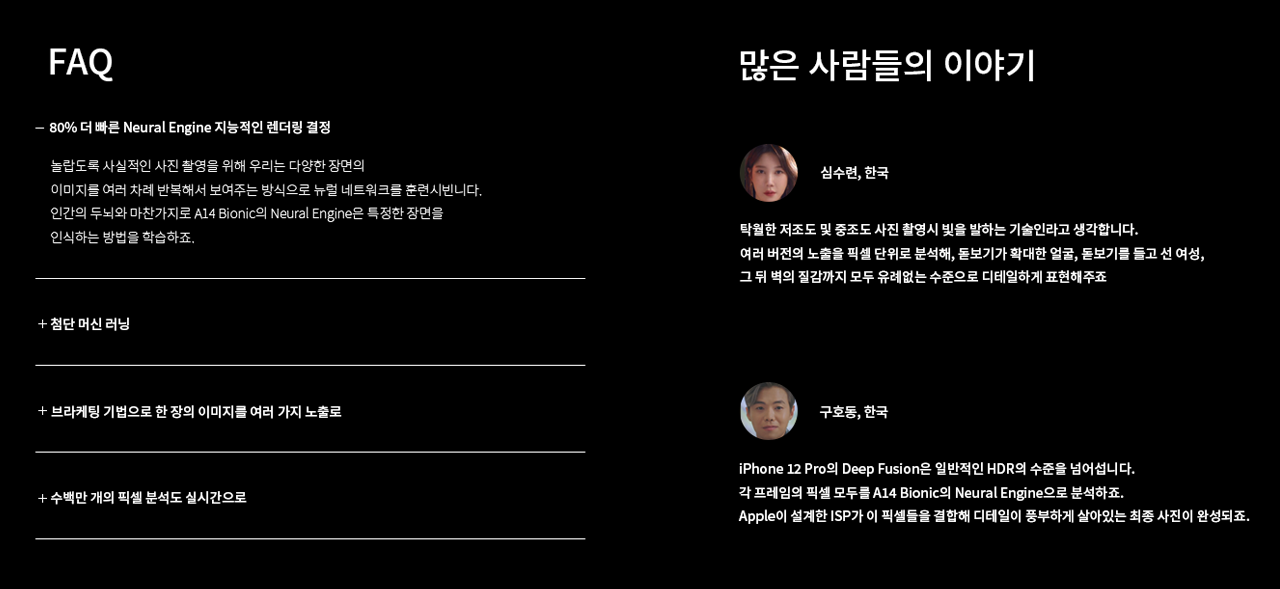 FAQ
− 80% 더 빠른 Neural Engine 지능적인 렌더링 결정
놀랍도록 사실적인 사진 촬영을 위해 우리는 다양한 장면의
이미지를 여러 차례 반복해서 보여주는 방식으로 뉴럴 네트워크를 훈련시빈니다.
인간의 두뇌와 마찬가지로 A14 Bionic의 Neural Engine은 특정한 장면을
인식하는 방법을 학습하죠.
+ 첨단 머신 러닝
+ 브라케팅 기법으로 한 장의 이미지를 여러 가지 노출로
+ 수백만 개의 픽셀 분석도 실시간으로
많은 사람들의 이야기
심수련, 한국
탁월한 저조도 및 중조도 사진 촬영시 빛을 발하는 기술인라고 생각합니다.
여러 버전의 노출을 픽셀 단위로 분석해, 돋보기가 확대한 얼굴, 돋보기를 들고 선 여성,
그 뒤 벽의 질감까지 모두 유례없는 수준으로 디테일하게 표현해주죠
구호동, 한국
iPhone 12 Pro의 Deep Fusion은 일반적인 HDR의 수준을 넘어섭니다.
각 프레임의 픽셀 모두를 A14 Bionic의 Neural Engine으로 분석하죠.
Apple이 설계한 ISP가 이 픽셀들을 결합해 디테일이 풍부하게 살아있는 최종 사진이 완성되죠.